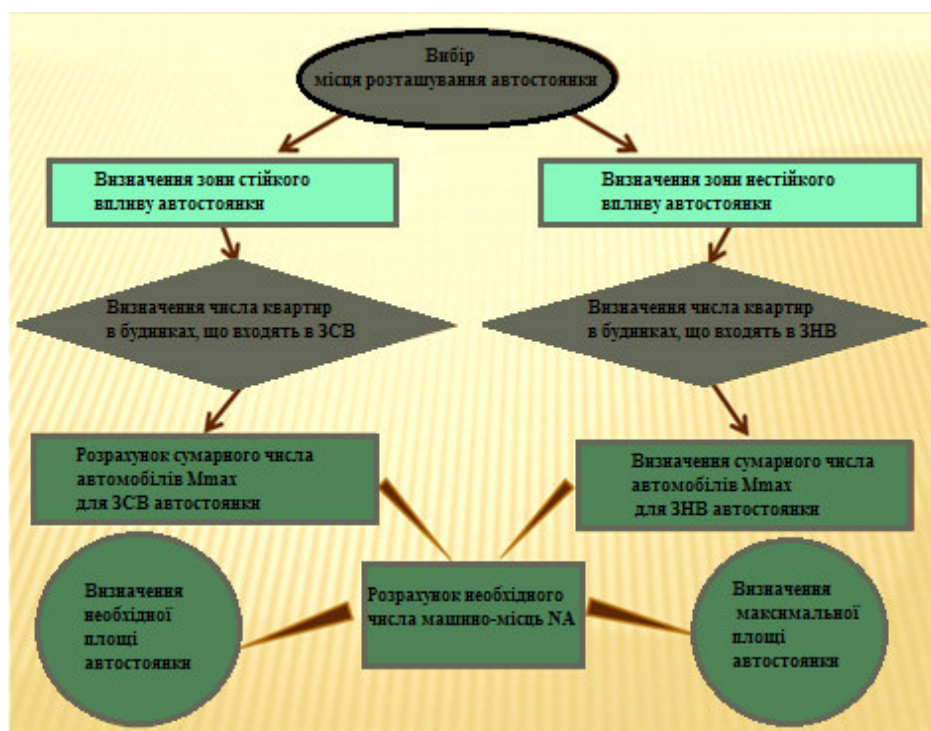 Вибір
місця розташування автостоянки
Визначення зони стійкого
впливу автостоянки
Визначення зони нестійкого
впливу автостоянки
Визначення числа квартир
в будинках, що входять в ЗСВ
Визначення числа квартир
в будинках, що входять в ЗНВ
Розрахунок сумарного числа
автомобілів Mmax
для ЗСВ автостоянки
Визначення сумарного числа
автомобілів Mmax
для ЗНВ автостоянки
Визначення
необхідної
площі
автостоянки
Розрахунок необхідного
числа машино-місць NA
Визначення
максимальної
площі
автостоянки